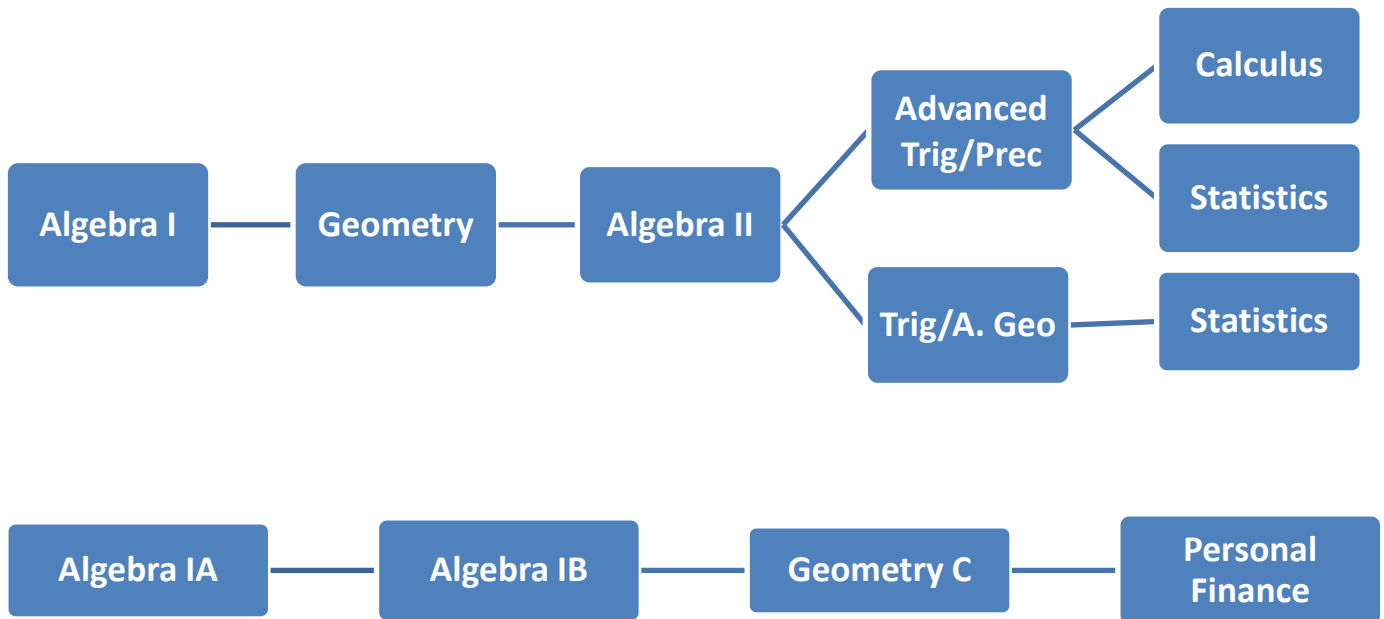 Algebra I
Geometry
Algebra II
Advanced
Trig/Prec
Calculus
Statistics
Trig/A. Geo
Statistics
Algebra IA
Algebra IB
Geometry C
Personal
Finance